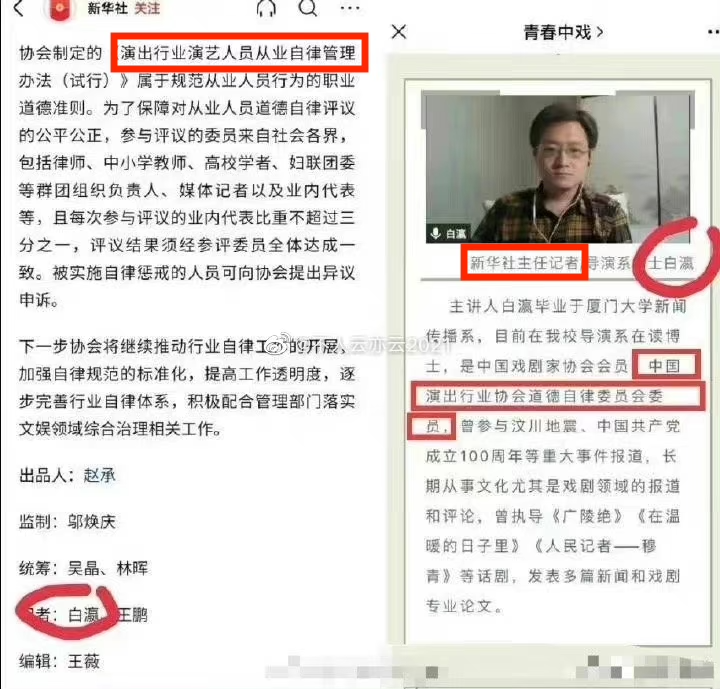 新华社 关注
协会制定的《演出行业演艺人员从业自律管理
办法（试行）》属于规范从业人员行为的职业
道德准则。为了保障对从业人员道德自律评议
的公平公正，参与评议的委员来自社会各界，
包括律师、中小学教师、高校学者、妇联团委
等群团组织负责人、媒体记者以及业内代表
等，且每次参与评议的业内代表比重不超过三
分之一，评议结果须经参评委员全体达成一
致。被实施自律惩戒的人员可向协会提出异议
申诉。
下一步协会将继续推动行业自律工作的开展、
加强自律规范的标准化，提高工作透明度，逐
步完善行业自律体系，积极配合管理部门落实
文娱领域综合治理相关工作。
出品人：赵承
监制：邬焕庆
统筹：吴晶、林晖
记者：白瀛、王鹏
编辑：王薇
人云亦云2021
青春中戏
白瀛
新华社主任记者 导演系 士白瀛
主讲人白瀛毕业于厦门大学新闻
传播系，目前在我校导演系在读博
士，是中国戏剧家协会会员 中国
演出行业协会道德自律委员会委
员，曾参与汶川地震、中国共产党
成立100周年等重大事件报道，长
期从事文化尤其是戏剧领域的报道
和评论，曾执导《广陵绝》《在温
暖的日子里》《人民记者——穆
青》等话剧，发表多篇新闻和戏剧
专业论文。